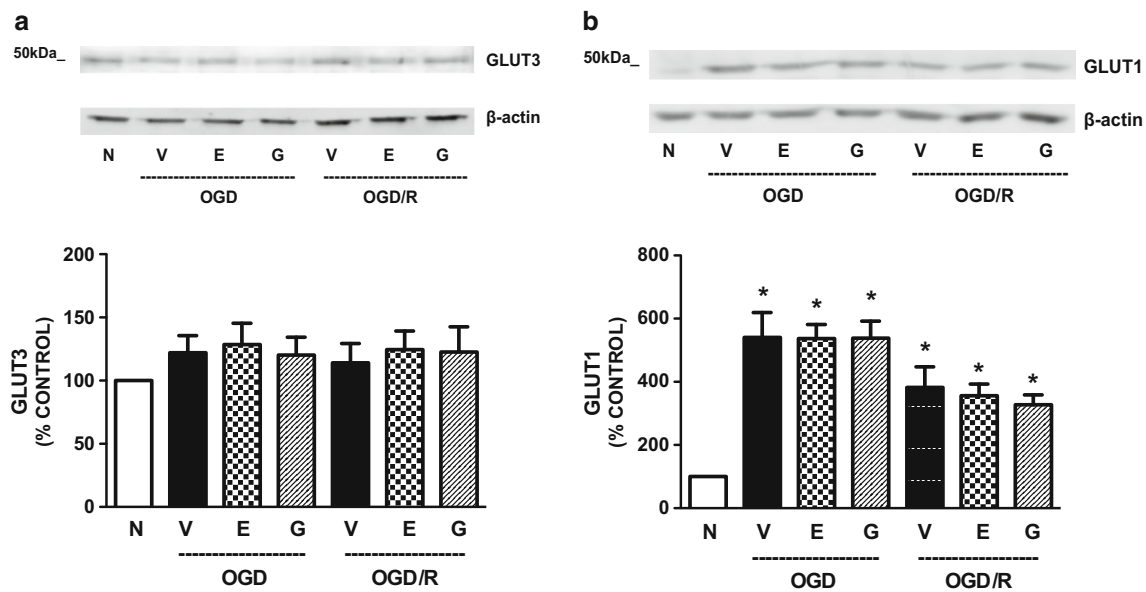 a
50kDa_ GLUT3
β-actin
N V E G V E G
OGD OGD/R
GLUT3
(% CONTROL)
200
150
100
50
0
N V E G V E G
OGD OGD/R
b
50kDa_ GLUT1
β-actin
N V E G V E G
OGD OGD/R
GLUT1
(% CONTROL)
800
600
400
200
0
* * * * * *
N V E G V E G
OGD OGD/R